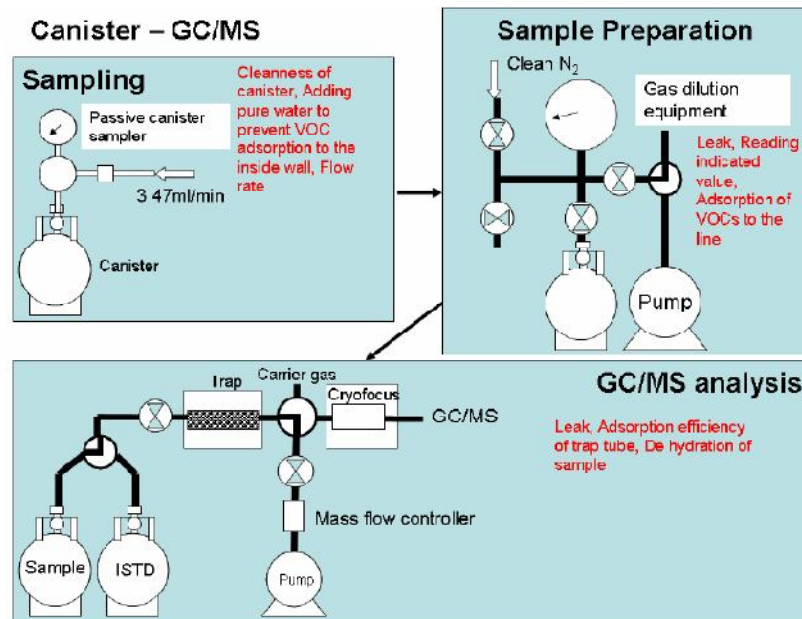 Canister – GC/MS
Sampling
Passive canister
sampler
3 47ml/min
Canister
Cleanness of
canister, Adding
pure water to
prevent VOC
adsorption to the
inside wall, Flow
rate
Sample Preparation
Clean N₂
Gas dilution
equipment
Leak, Reading
indicated
value,
Adsorption of
VOCs to the
line
Pump
GC/MS analysis
Trap
Carrier gas
Cryofocus
GC/MS
Leak, Adsorption efficiency
of trap tube, De hydration of
sample
Mass flow controller
Sample
ISTD
Pump